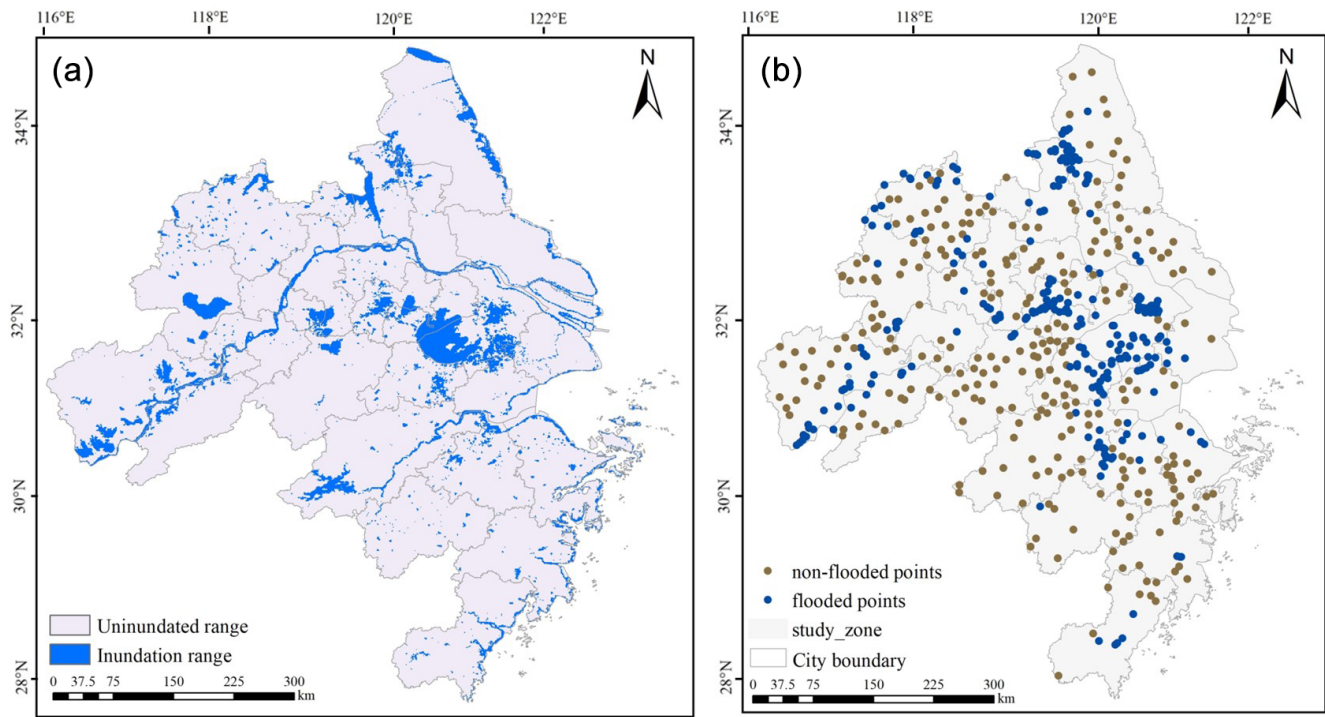 116°E 118°E 120°E 122°E
(a)
N
34°N
32°N
30°N
28°N
Uninundated range
Inundation range
0 37.5 75 150 225 300
km
116°E 118°E 120°E 122°E
(b)
N
34°N
32°N
30°N
28°N
non-flooded points
flooded points
study_zone
City boundary
0 37.5 75 150 225 300
km